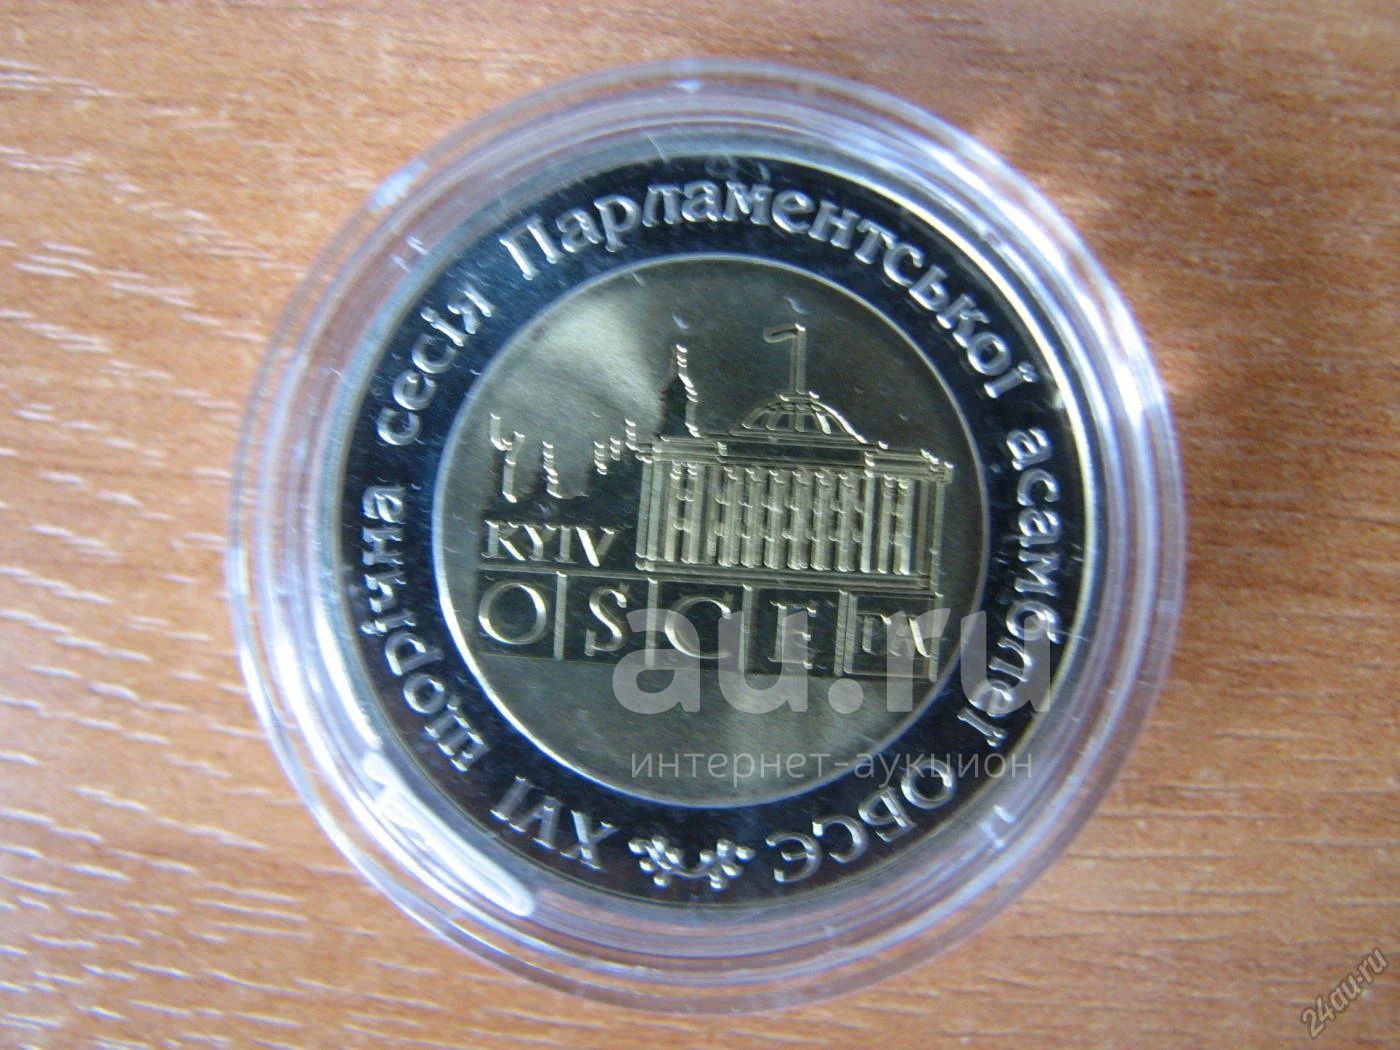 XVI щорічна сесія Парламентської асамблеї ОБСЄ
KYIV
OSCE PA
au.ru
интернет-аукцион
24au.ru